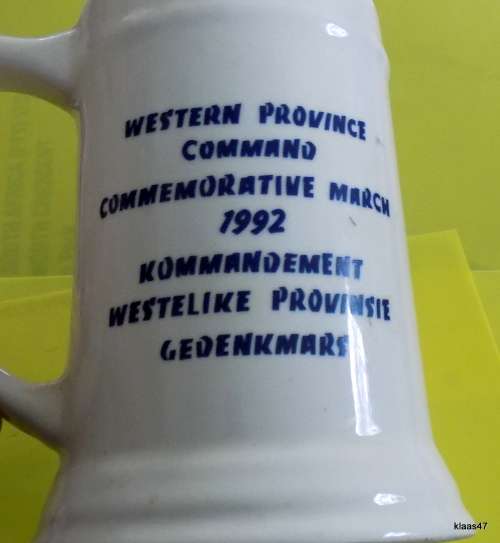 WESTERN PROVINCE
COMMAND
COMMEMORATIVE MARCH
1992
KOMMANDEMENT
WESTELIKE PROVINSIE
GEDENKMARS
klaas47